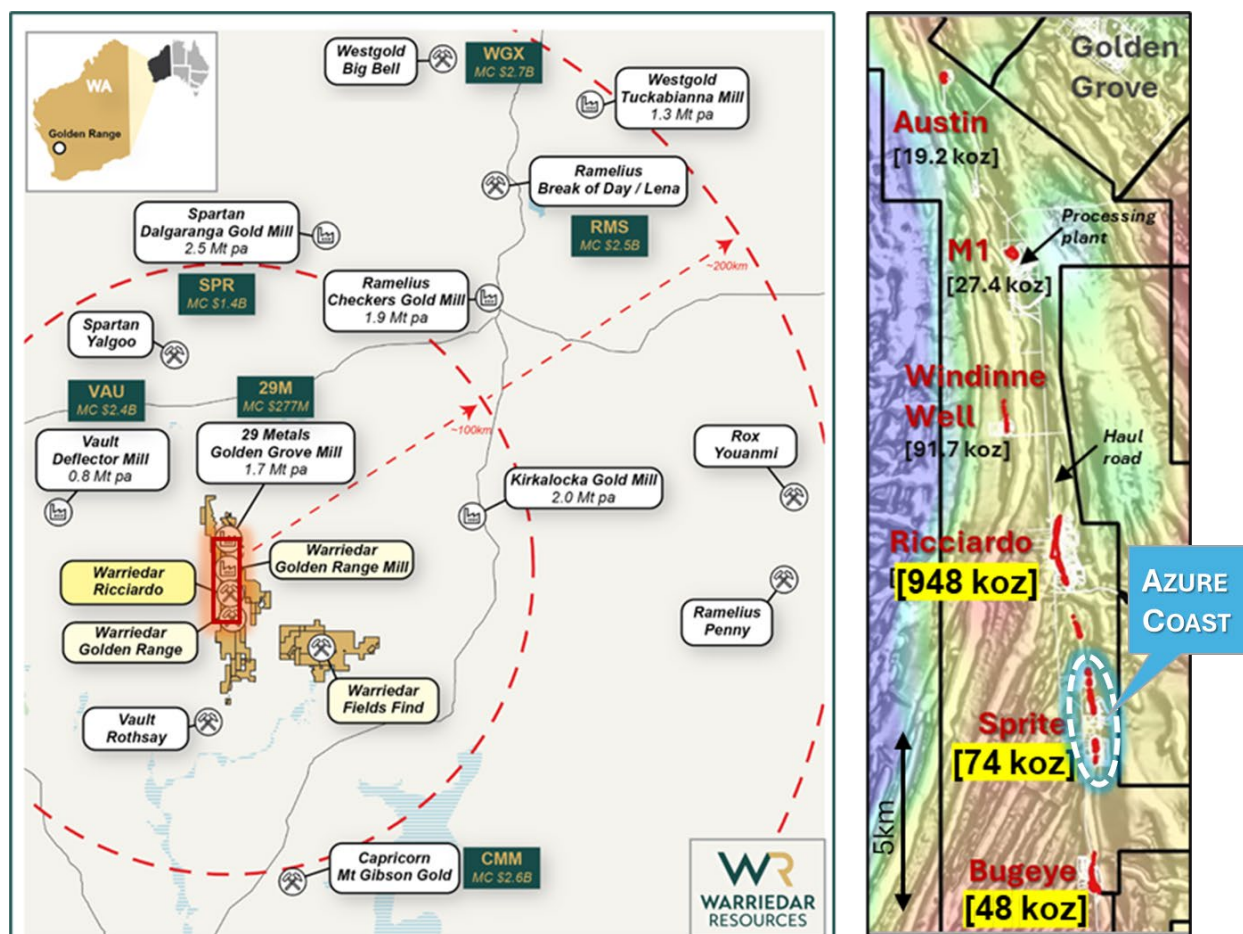 WA
Golden Range
Westgold
Big Bell
WGX
MC $2.7B
Westgold
Tuckabianna Mill
1.3 Mt pa
Ramelius
Break of Day / Lena
RMS
MC $2.5B
Spartan
Dalgaranga Gold Mill
2.5 Mt pa
SPR
MC $1.4B
~200km
Ramelius
Checkers Gold Mill
1.9 Mt pa
Spartan
Yalgoo
VAU
MC $2.4B
29M
MC $277M
~100km
Vault
Deflector Mill
0.8 Mt pa
29 Metals
Golden Grove Mill
1.7 Mt pa
Rox
Youanmi
Kirkalocka Gold Mill
2.0 Mt pa
Warriedar
Golden Range Mill
Warriedar
Ricciardo
Warriedar
Golden Range
Ramelius
Penny
Warriedar
Fields Find
Vault
Rothsay
Capricorn
Mt Gibson Gold
CMM
MC $2.6B
WR
WARRIEDAR
RESOURCES
Golden
Grove
Austin
[19.2 koz]
Processing
plant
M1
[27.4 koz]
Windinne
Well
[91.7 koz]
Haul
road
Ricciardo
[948 koz]
AZURE
COAST
Sprite
[74 koz]
5km
Bugeye
[48 koz]